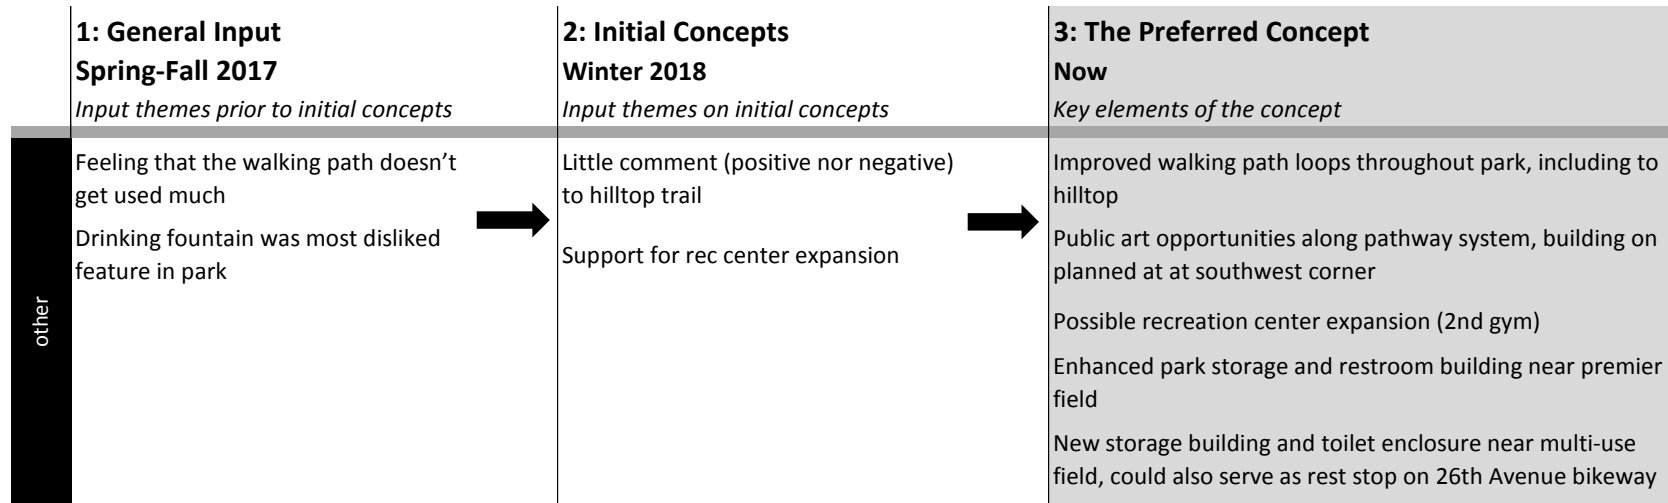 1: General Input
Spring-Fall 2017
Input themes prior to initial concepts
2: Initial Concepts
Winter 2018
Input themes on initial concepts
3: The Preferred Concept
Now
Key elements of the concept
other
Feeling that the walking path doesn’t
get used much
Drinking fountain was most disliked
feature in park
Little comment (positive nor negative)
to hilltop trail
Support for rec center expansion
Improved walking path loops throughout park, including to
hilltop
Public art opportunities along pathway system, building on
planned at at southwest corner
Possible recreation center expansion (2nd gym)
Enhanced park storage and restroom building near premier
field
New storage building and toilet enclosure near multi-use
field, could also serve as rest stop on 26th Avenue bikeway